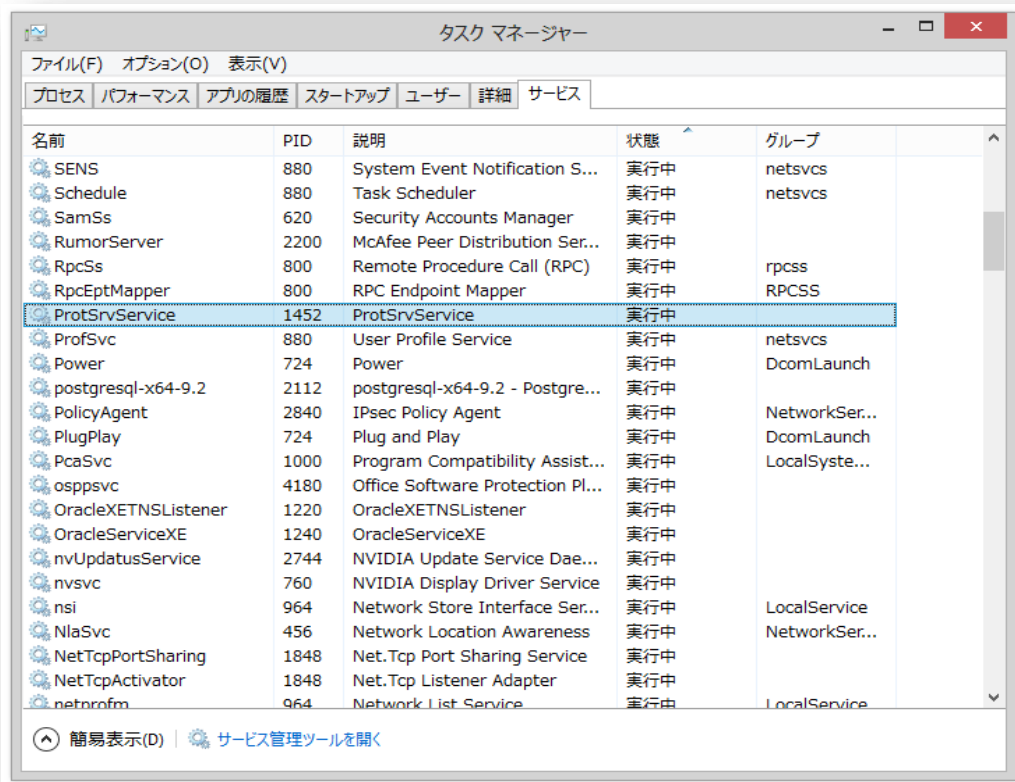 タスク マネージャー
ファイル(F) オプション(O) 表示(V)
プロセス パフォーマンス アプリの履歴 スタートアップ ユーザー 詳細 サービス
名前 PID 説明 状態 グループ
SENS 880 System Event Notification S... 実行中 netsvcs
Schedule 880 Task Scheduler 実行中 netsvcs
SamSs 620 Security Accounts Manager 実行中
RumorServer 2200 McAfee Peer Distribution Ser... 実行中
RpcSs 800 Remote Procedure Call (RPC) 実行中 rpcss
RpcEptMapper 800 RPC Endpoint Mapper 実行中 RPCSS
ProtSrvService 1452 ProtSrvService 実行中
ProfSvc 880 User Profile Service 実行中 netsvcs
Power 724 Power 実行中 DcomLaunch
postgresql-x64-9.2 2112 postgresql-x64-9.2 - Postgre... 実行中
PolicyAgent 2840 IPsec Policy Agent 実行中 NetworkSer...
PlugPlay 724 Plug and Play 実行中 DcomLaunch
PcaSvc 1000 Program Compatibility Assist... 実行中 LocalSyste...
osppsvc 4180 Office Software Protection Pl... 実行中
OracleXETNSListener 1220 OracleXETNSListener 実行中
OracleServiceXE 1240 OracleServiceXE 実行中
nvUpdatusService 2744 NVIDIA Update Service Dae... 実行中
nvsvc 760 NVIDIA Display Driver Service 実行中
nsi 964 Network Store Interface Ser... 実行中 LocalService
NlaSvc 456 Network Location Awareness 実行中 NetworkSer...
NetTcpPortSharing 1848 Net.Tcp Port Sharing Service 実行中
NetTcpActivator 1848 Net.Tcp Listener Adapter 実行中
netprofm 964 Network List Service 実行中 LocalService
簡易表示(D) サービス管理ツールを開く